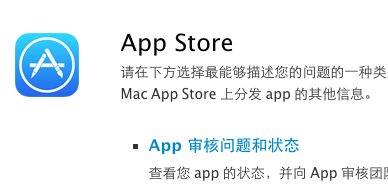 App Store
请在下方选择最能够描述您的问题的一种类
Mac App Store 上分发 app 的其他信息。
App 审核问题和状态
查看您 app 的状态，并向 App 审核团